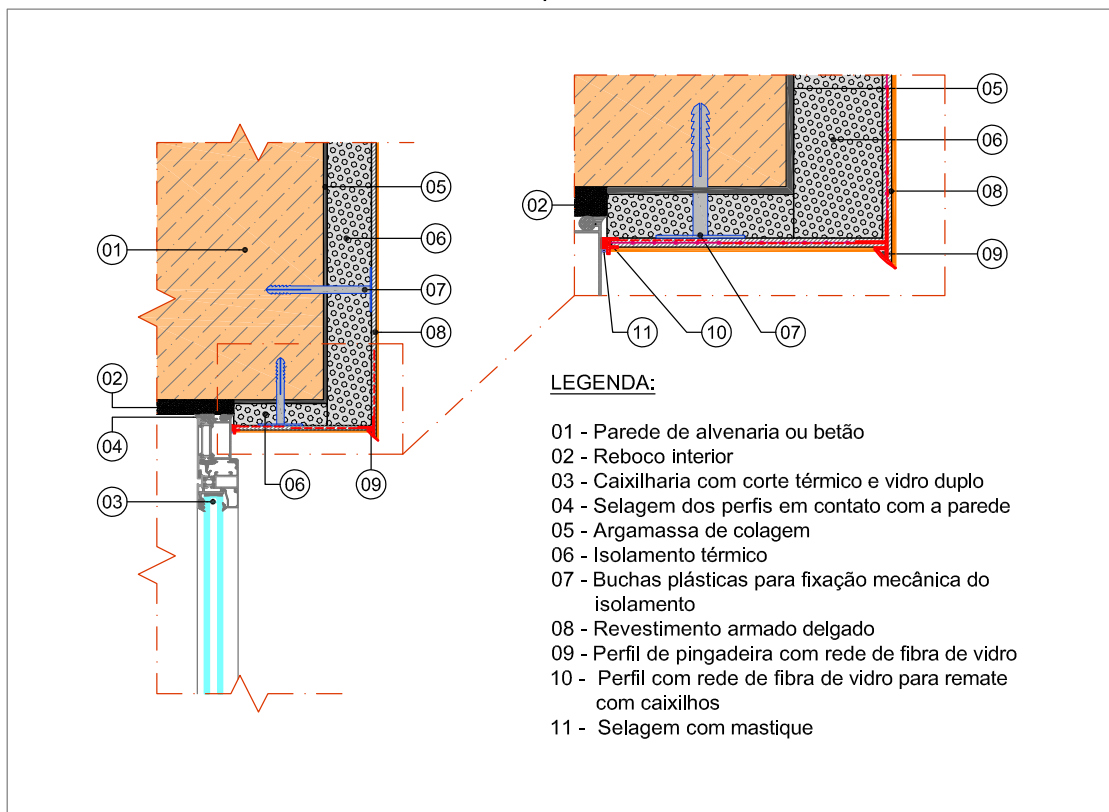 05
06
01
07
08
02
04
03
06
09
05
06
08
02
09
11
10
07
LEGENDA:
01 - Parede de alvenaria ou betão
02 - Reboco interior
03 - Caixilharia com corte térmico e vidro duplo
04 - Selagem dos perfis em contato com a parede
05 - Argamassa de colagem
06 - Isolamento térmico
07 - Buchas plásticas para fixação mecânica do
isolamento
08 - Revestimento armado delgado
09 - Perfil de pingadeira com rede de fibra de vidro
10 - Perfil com rede de fibra de vidro para remate
com caixilhos
11 - Selagem com mastique